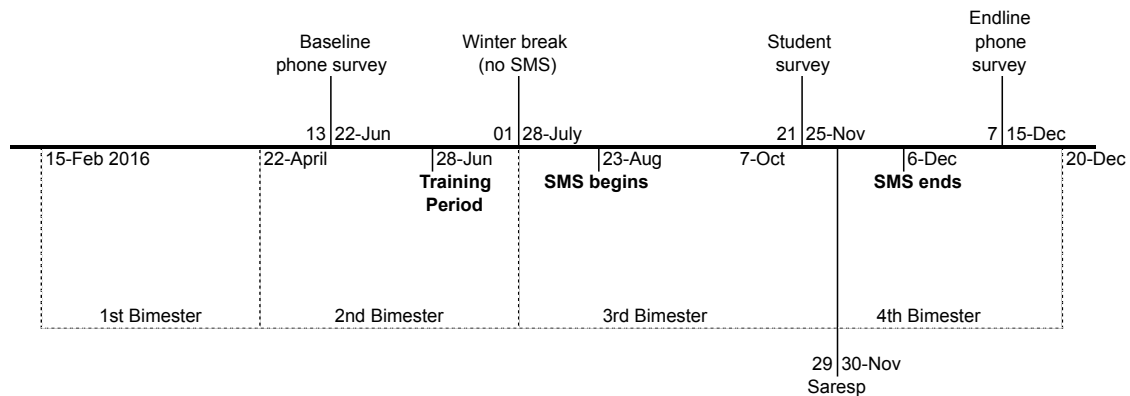 Baseline
phone survey
Winter break
(no SMS)
Student
survey
Endline
phone
survey
13 22-Jun
01 28-July
21 25-Nov
7 15-Dec
15-Feb 2016
22-April
28-Jun
23-Aug
7-Oct
6-Dec
20-Dec
Training
Period
SMS begins
SMS ends
1st Bimester
2nd Bimester
3rd Bimester
4th Bimester
29 30-Nov
Saresp